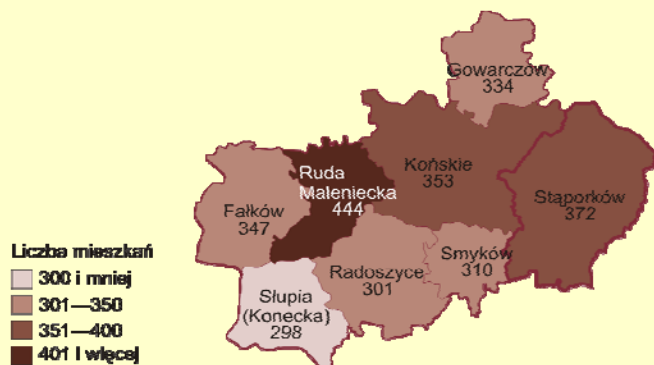 Gowarczów
334
Końskie
353
Ruda
Maleniecka
444
Stąporków
372
Fałków
347
Smyków
310
Radoszyce
301
Słupia
(Konecka)
298
Liczba mieszkań
300 i mniej
301—350
351—400
401 i więcej